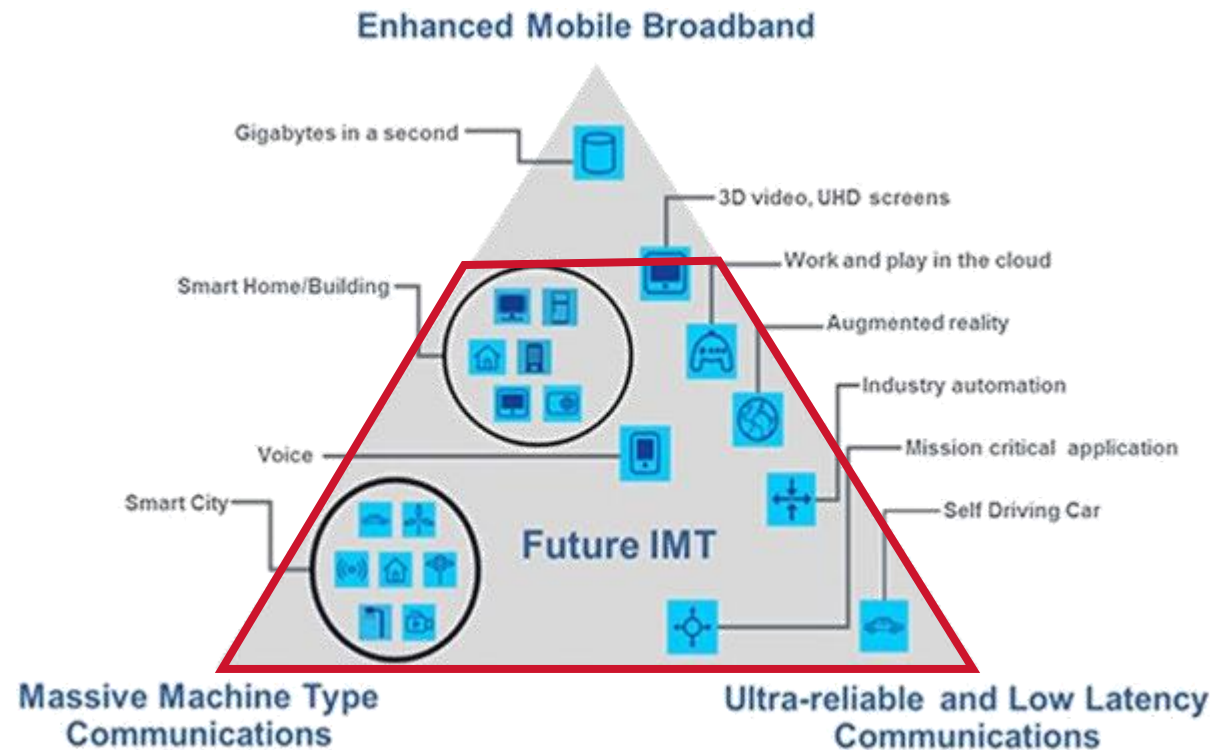 Enhanced Mobile Broadband
Gigabytes in a second
3D video, UHD screens
Work and play in the cloud
Smart Home/Building
Augmented reality
Industry automation
Mission critical application
Voice
Smart City
Self Driving Car
Future IMT
Massive Machine Type
Communications
Ultra-reliable and Low Latency
Communications